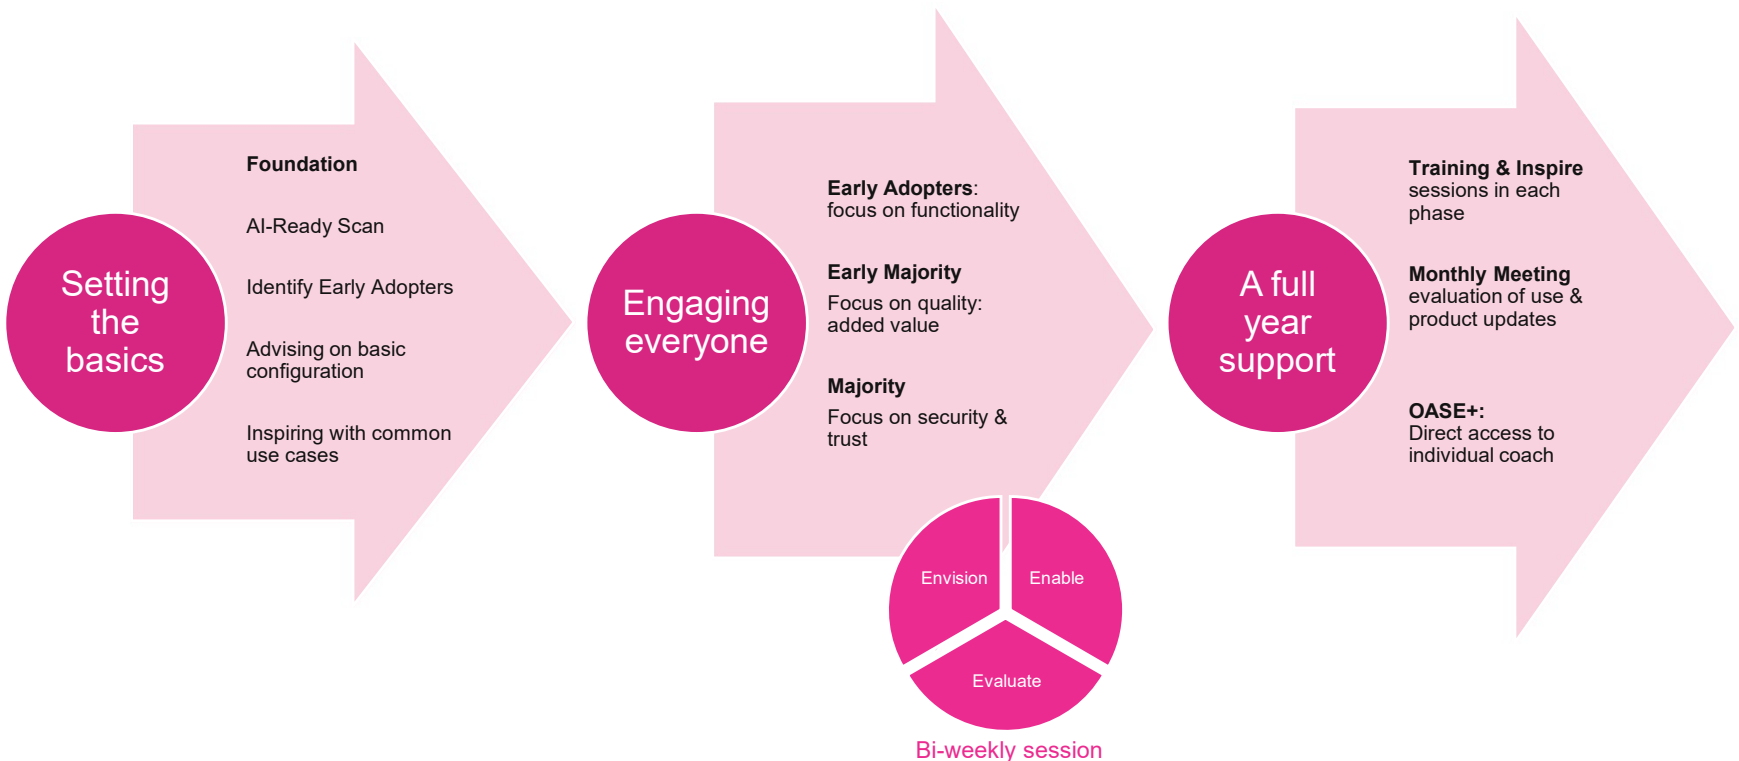 Setting
the
basics
Foundation
AI-Ready Scan
Identify Early Adopters
Advising on basic
configuration
Inspiring with common
use cases
Engaging
everyone
Early Adopters:
focus on functionality
Early Majority
Focus on quality:
added value
Majority
Focus on security &
trust
Envision
Enable
Evaluate
Bi-weekly session
A full
year
support
Training & Inspire
sessions in each
phase
Monthly Meeting
evaluation of use &
product updates
OASE+:
Direct access to
individual coach